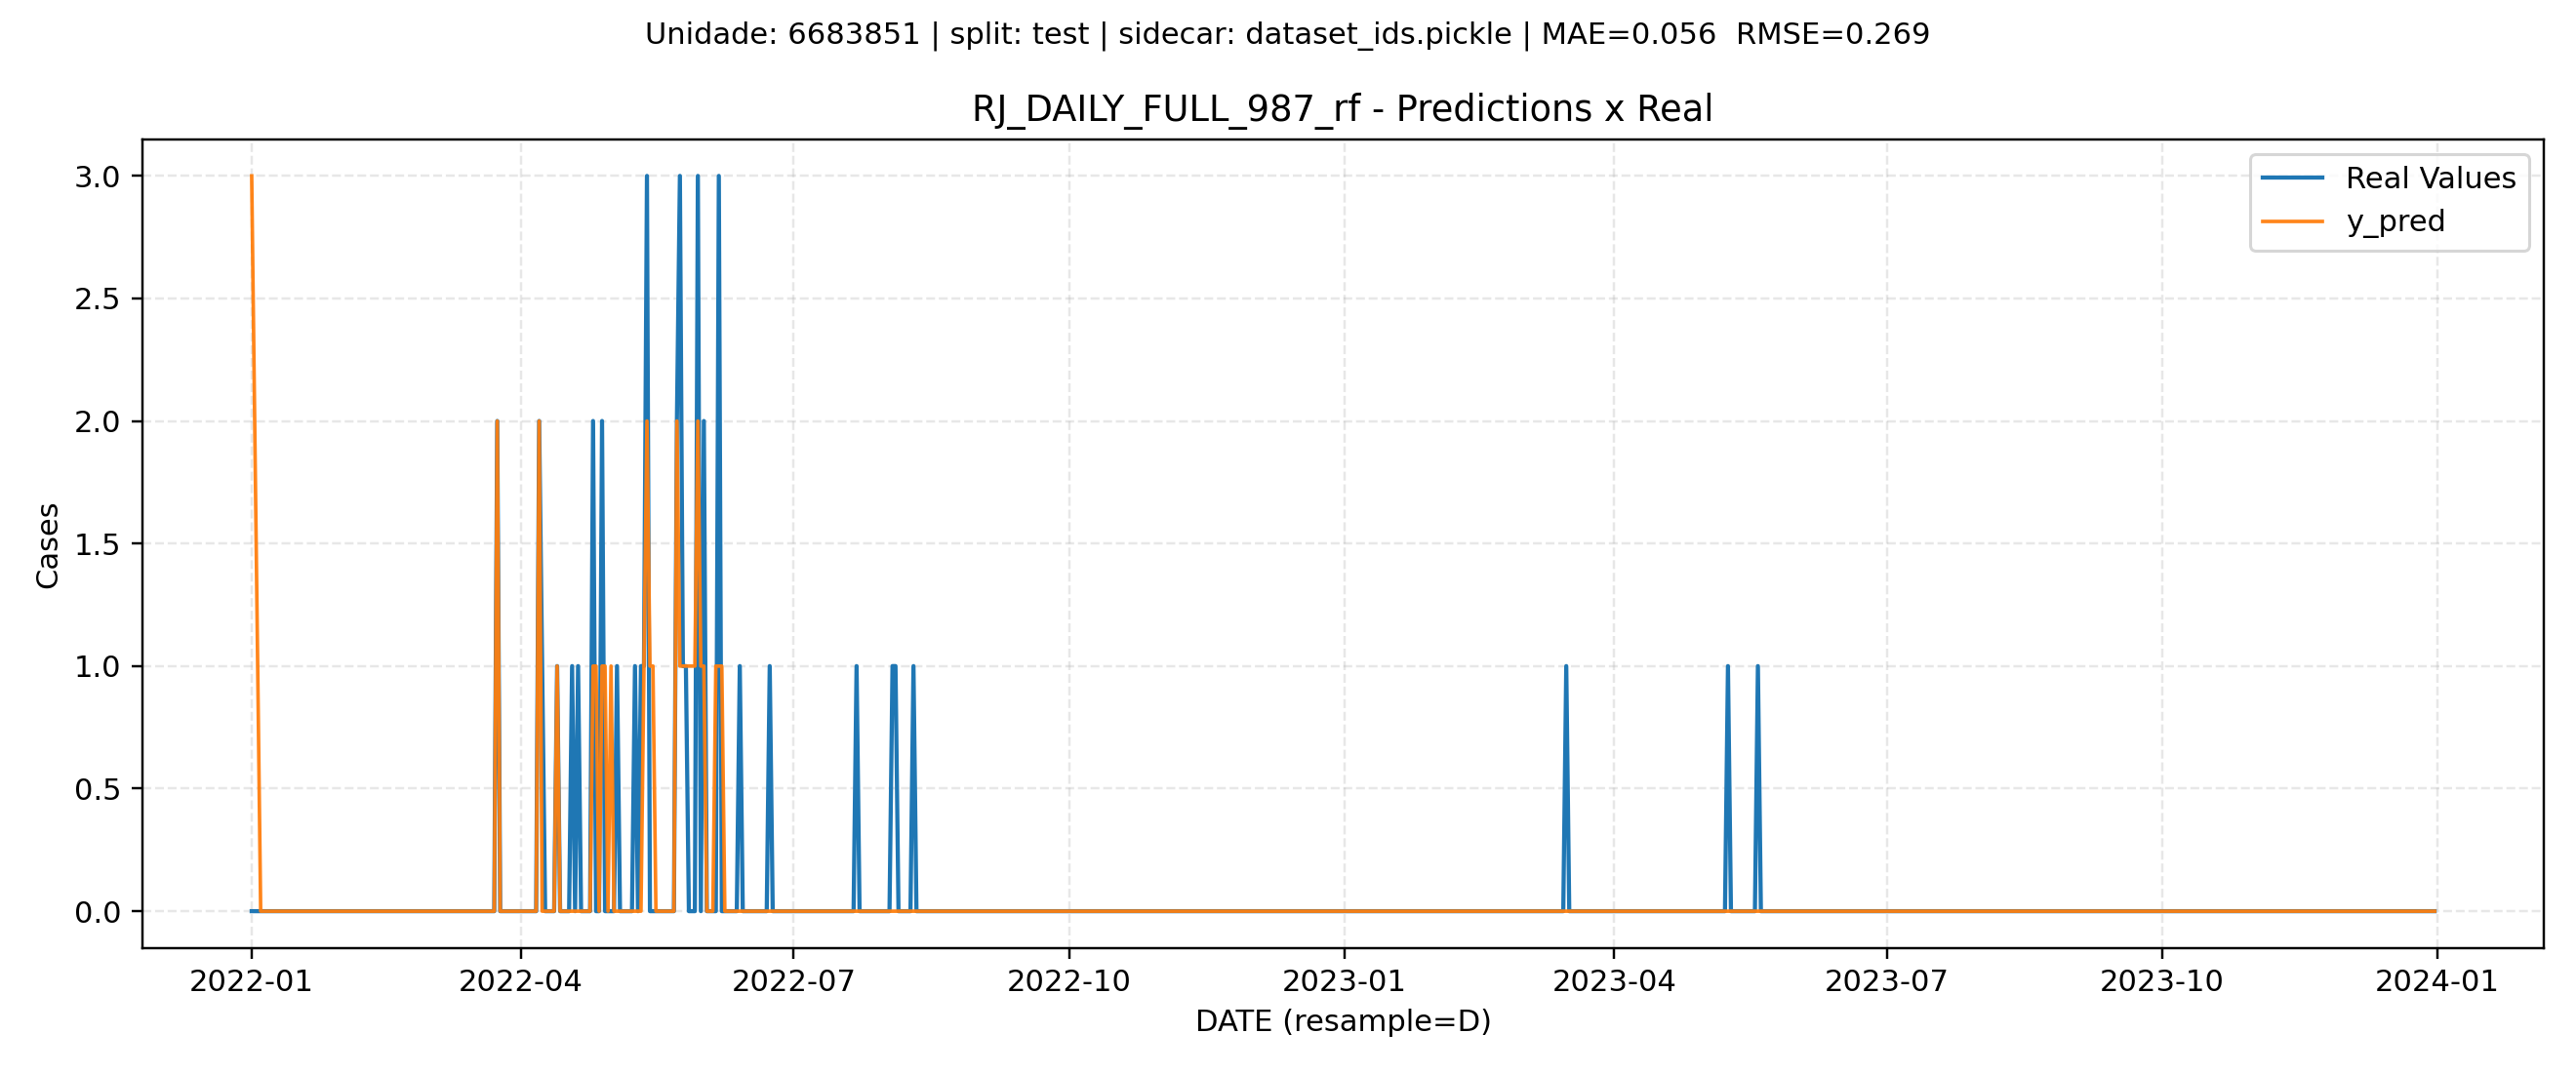 Unidade: 6683851 | split: test | sidecar: dataset_ids.pickle | MAE=0.056  RMSE=0.269
RJ_DAILY_FULL_987_rf - Predictions x Real
Real Values
y_pred
Cases
3.0
2.5
2.0
1.5
1.0
0.5
0.0
2022-01
2022-04
2022-07
2022-10
2023-01
2023-04
2023-07
2023-10
2024-01
DATE (resample=D)